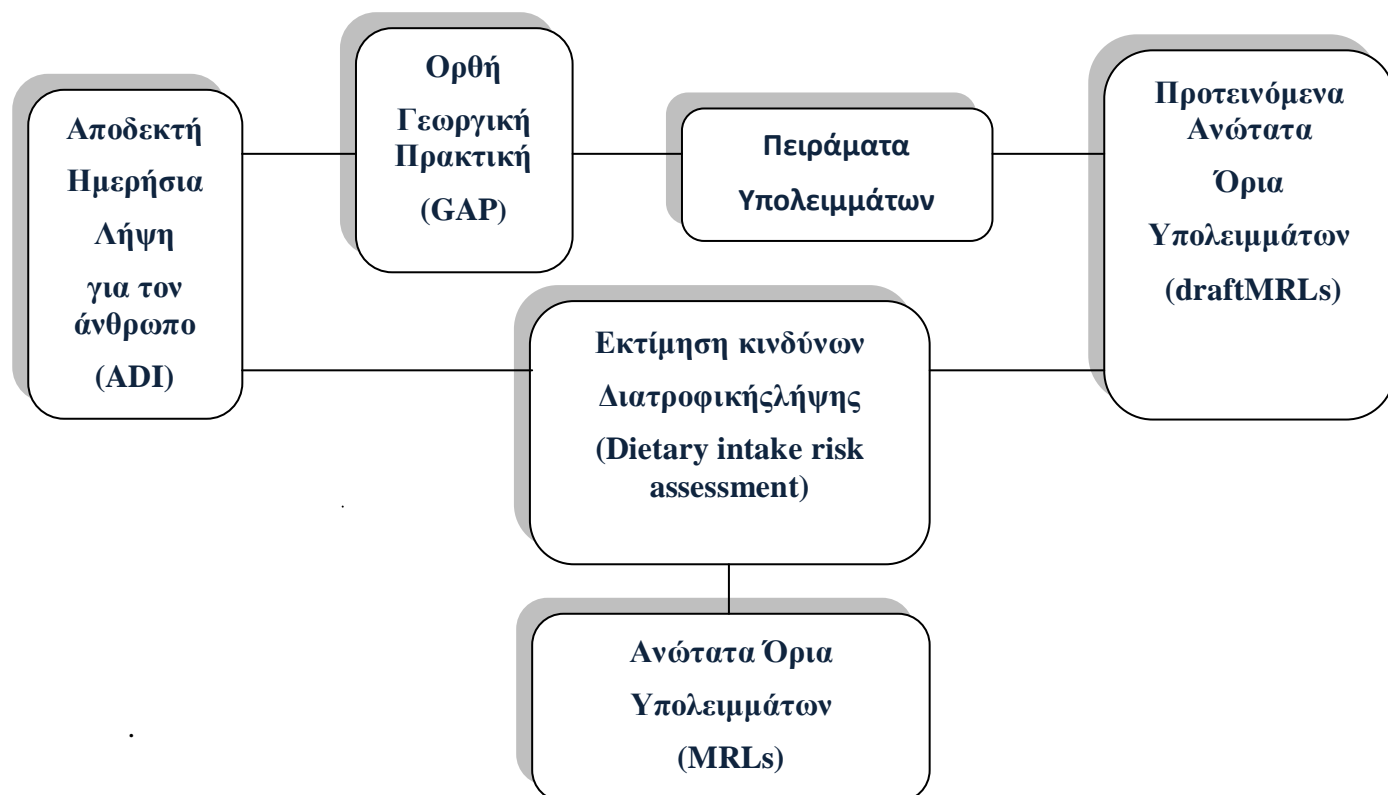 Αποδεκτή
Ημερήσια
Λήψη
για τον
άνθρωπο
(ADI)
Ορθή
Γεωργική
Πρακτική
(GAP)
Πειράματα
Υπολειμμάτων
Προτεινόμενα
Ανώτατα
Όρια
Υπολειμμάτων
(draftMRLs)
Εκτίμηση κινδύνων
Διατροφικήςλήψης
(Dietary intake risk
assessment)
Ανώτατα Όρια
Υπολειμμάτων
(MRLs)